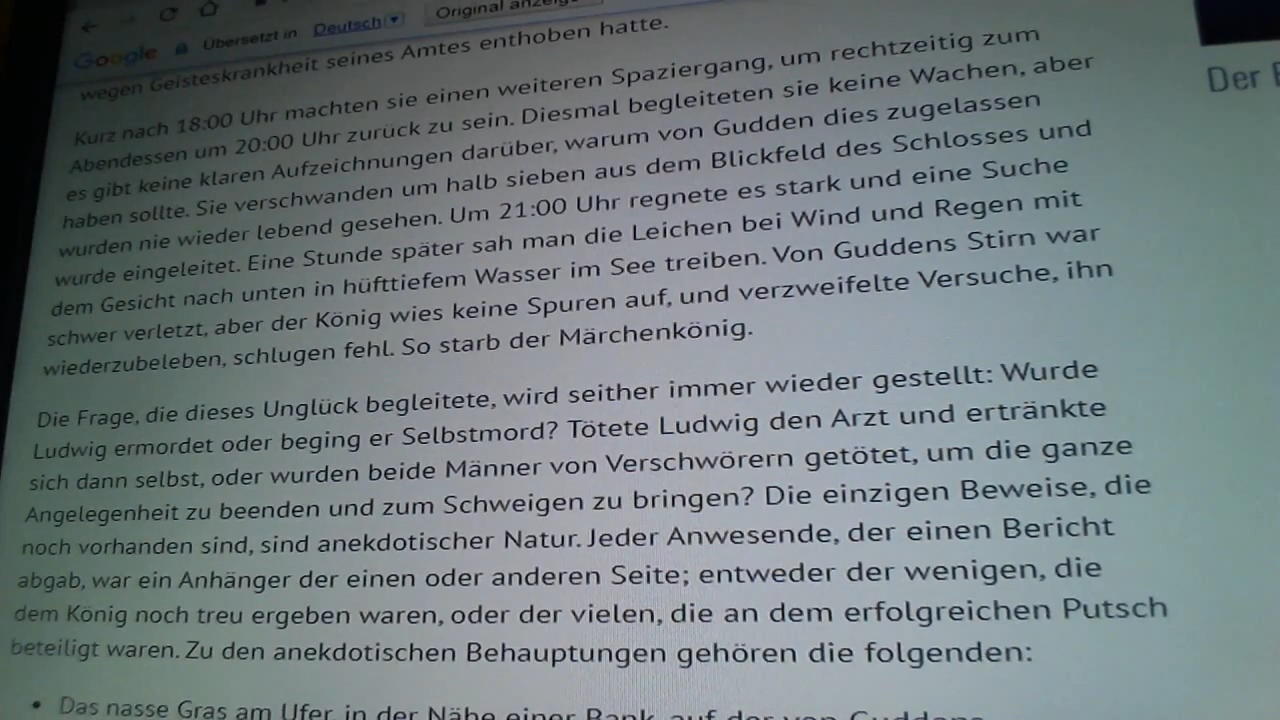 Google Übersetzt in Deutsch Original
wegen Geisteskrankheit seines Amtes enthoben hatte.
Kurz nach 18:00 Uhr machten sie einen weiteren Spaziergang, um rechtzeitig zum
Abendessen um 20:00 Uhr zurück zu sein. Diesmal begleiteten sie keine Wachen, aber
es gibt keine klaren Aufzeichnungen darüber, warum von Gudden dies zugelassen
haben sollte. Sie verschwanden um halb sieben aus dem Blickfeld des Schlosses und
wurden nie wieder lebend gesehen. Um 21:00 Uhr regnete es stark und eine Suche
wurde eingeleitet. Eine Stunde später sah man die Leichen bei Wind und Regen mit
dem Gesicht nach unten in hüfttiefem Wasser im See treiben. Von Guddens Stirn war
schwer verletzt, aber der König wies keine Spuren auf, und verzweifelte Versuche, ihn
wiederzubeleben, schlugen fehl. So starb der Märchenkönig.
Die Frage, die dieses Unglück begleitete, wird seither immer wieder gestellt: Wurde
Ludwig ermordet oder beging er Selbstmord? Tötete Ludwig den Arzt und ertränkte
sich dann selbst, oder wurden beide Männer von Verschwörern getötet, um die ganze
Angelegenheit zu beenden und zum Schweigen zu bringen? Die einzigen Beweise, die
noch vorhanden sind, sind anekdotischer Natur. Jeder Anwesende, der einen Bericht
abgab, war ein Anhänger der einen oder anderen Seite; entweder der wenigen, die
dem König noch treu ergeben waren, oder der vielen, die an dem erfolgreichen Putsch
beteiligt waren. Zu den anekdotischen Behauptungen gehören die folgenden:
• Das nasse Gras am Ufer, in der Nähe einer Bank, auf der von Guddens
Der